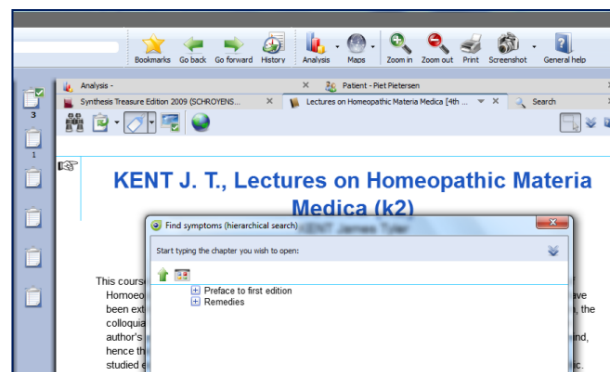 Bookmarks Go back Go forward History Analysis Maps Zoom in Zoom out Print Screenshot General help
Analysis - Patient - Piet Pietersen
Synthesis Treasure Edition 2009 (SCHROYENS... Lectures on Homeopathic Materia Medica [4th ... Search
3
1
KENT J. T., Lectures on Homeopathic Materia
Medica (k2)
KENT James Tyler
Find symptoms (hierarchical search)
Start typing the chapter you wish to open:
This cours
Preface to first edition
Homoeo
ave
Remedies
been ext
, the
colloquia
author's
ind,
hence th
studied e
ic.